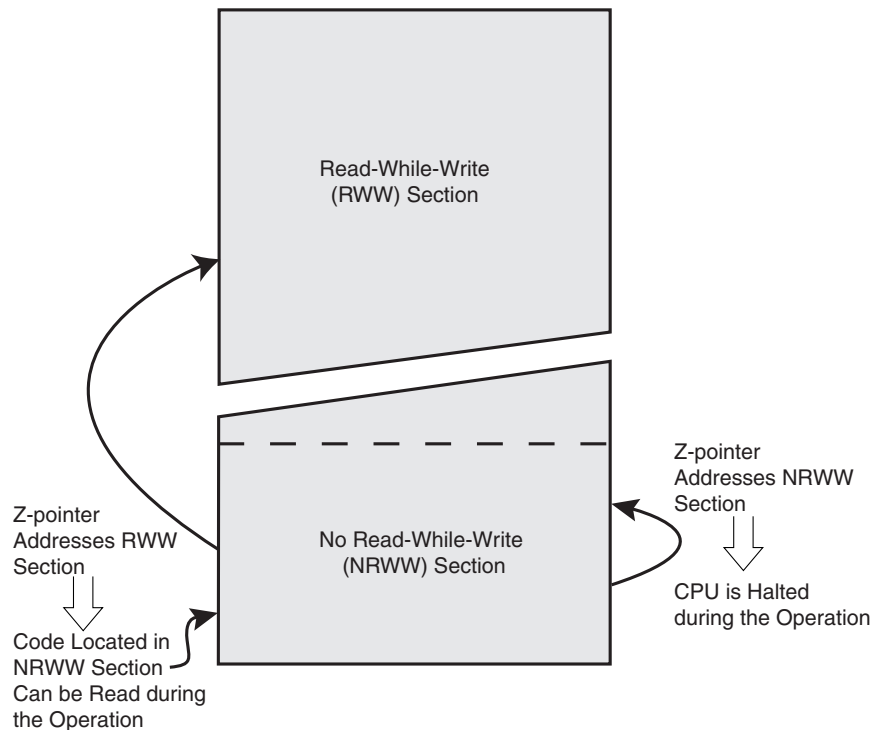 Read-While-Write
(RWW) Section
Z-pointer
Addresses NRWW
Section
Z-pointer
Addresses RWW
Section
No Read-While-Write
(NRWW) Section
CPU is Halted
during the Operation
Code Located in
NRWW Section
Can be Read during
the Operation